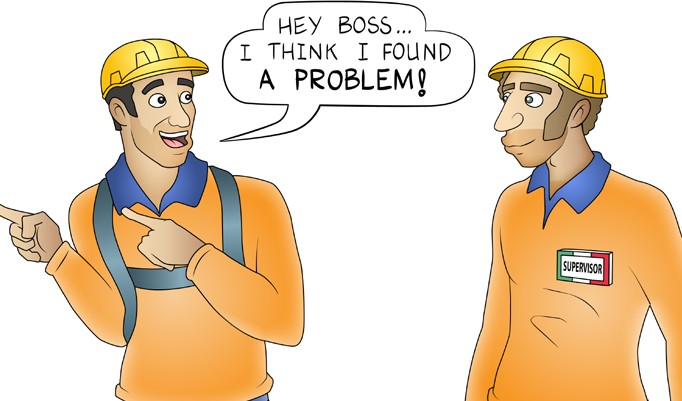 HEY BOSS...
I THINK I FOUND
A PROBLEM!
SUPERVISOR